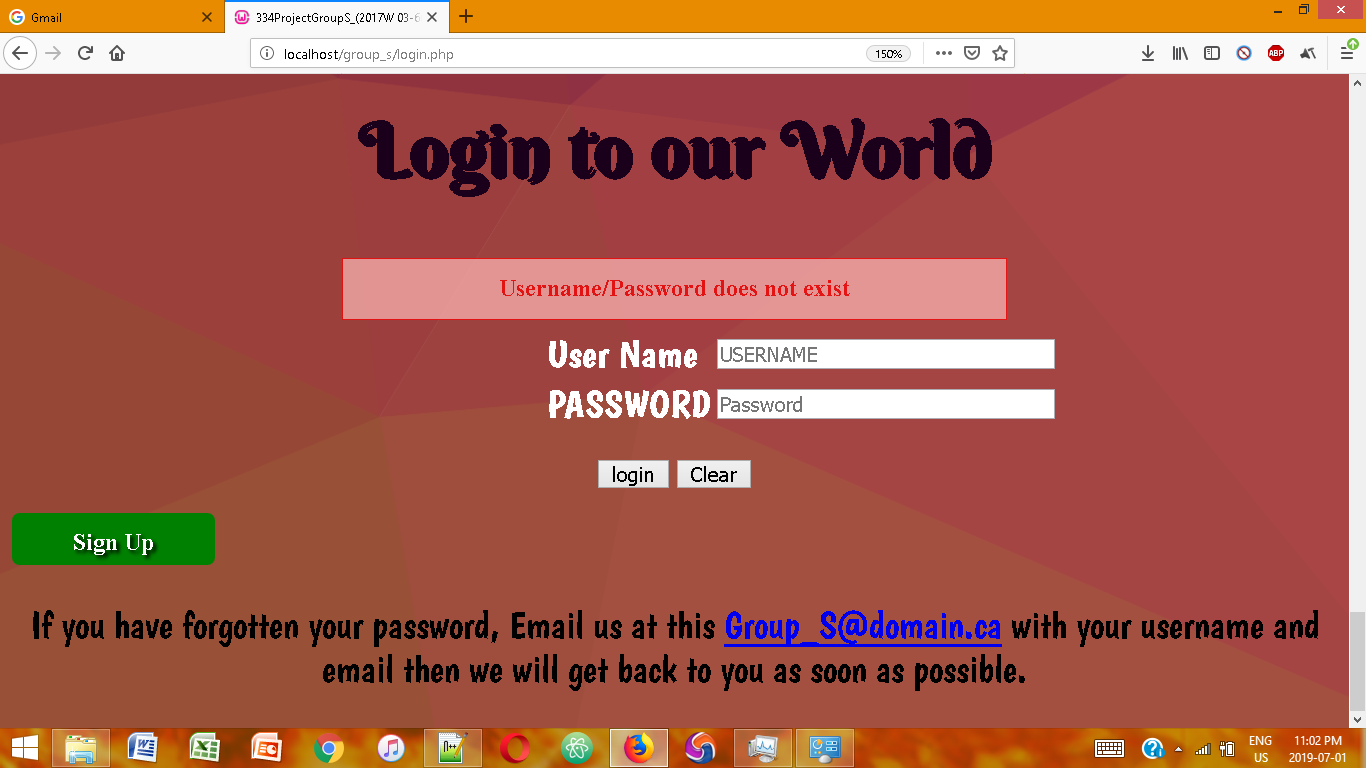 Gmail
334ProjectGroupS_(2017W 03-6
localhost/group_s/login.php
150%
ABP
Login to our World
Username/Password does not exist
User Name USERNAME
PASSWORD Password
login Clear
Sign Up
If you have forgotten your password, Email us at this Group_S@domain.ca with your username and
email then we will get back to you as soon as possible.
ENG 11:02 PM
US 2019-07-01